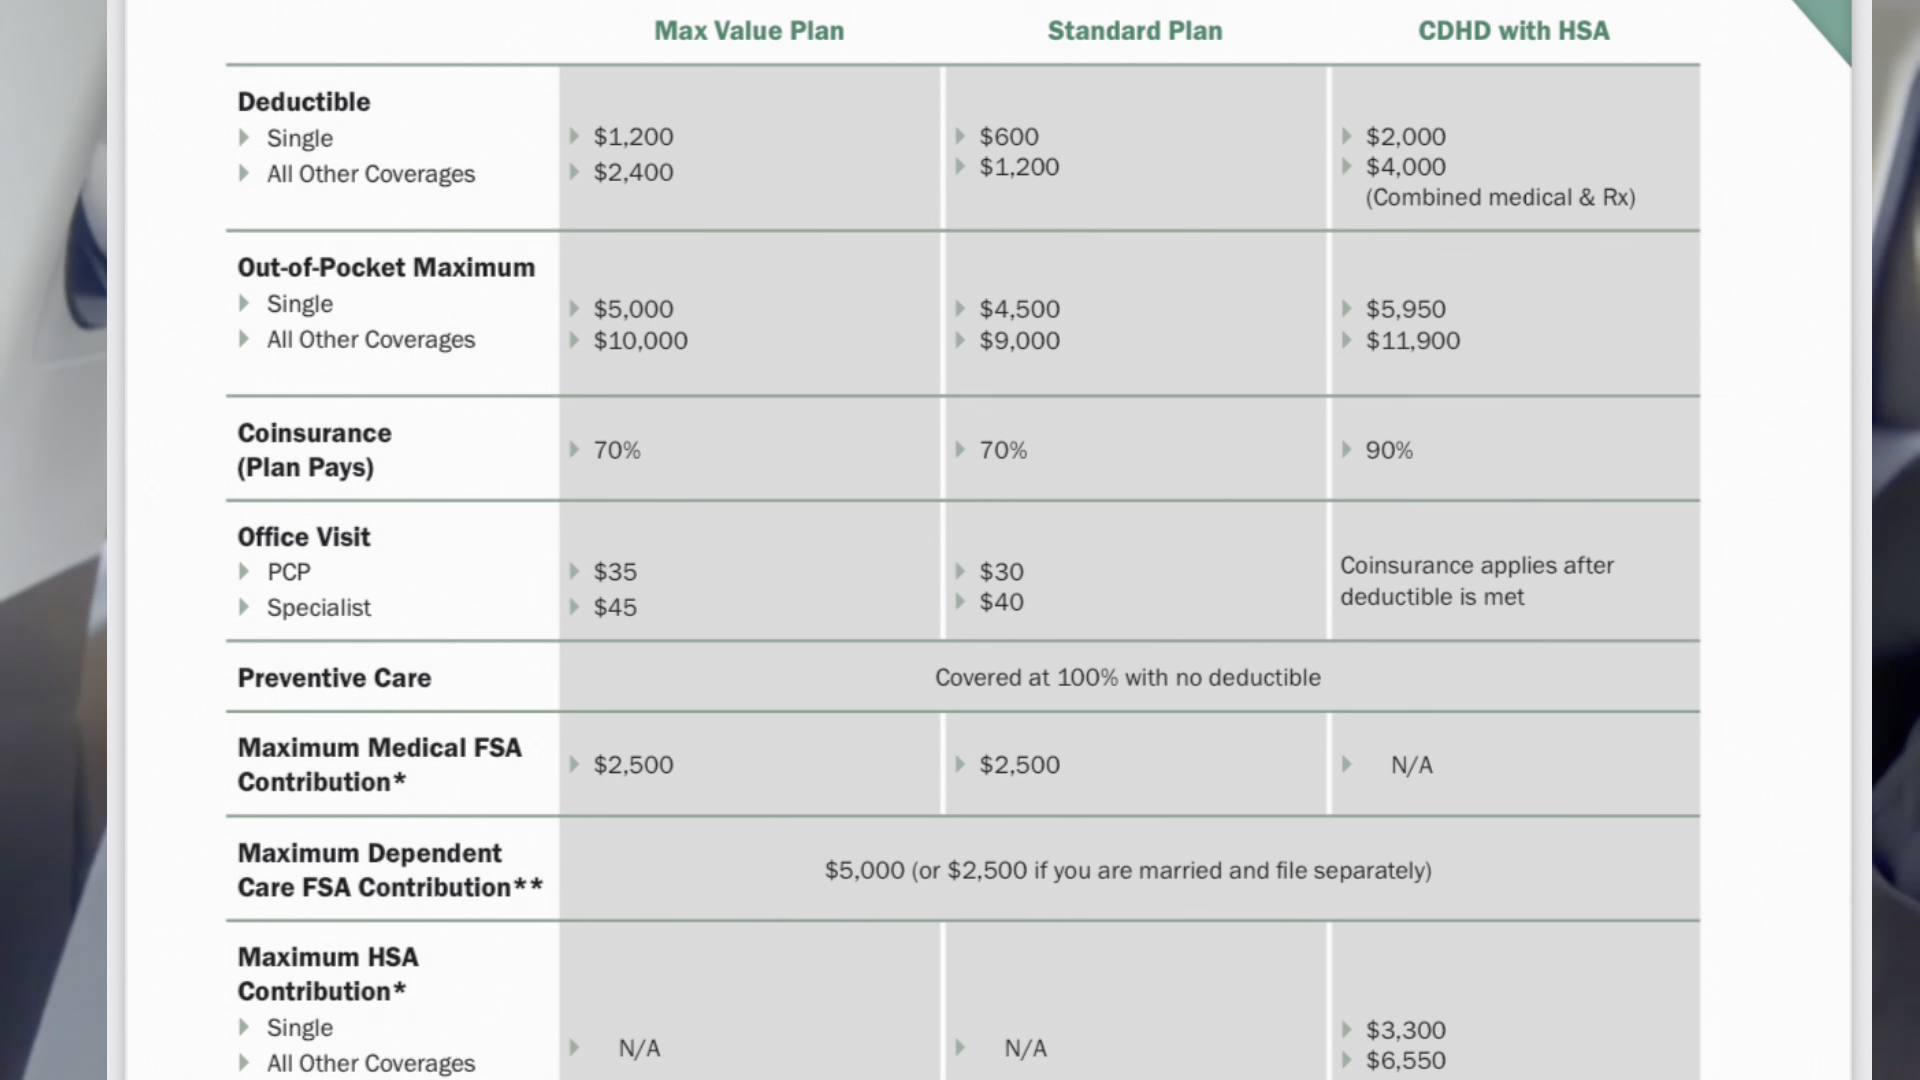 Max Value Plan Standard Plan CDHD with HSA
Deductible
Single $1,200 $600 $2,000
All Other Coverages $2,400 $1,200 $4,000
(Combined medical & Rx)
Out-of-Pocket Maximum
Single $5,000 $4,500 $5,950
All Other Coverages $10,000 $9,000 $11,900
Coinsurance
(Plan Pays) 70% 70% 90%
Office Visit
PCP $35 $30 Coinsurance applies after
Specialist $45 $40 deductible is met
Preventive Care Covered at 100% with no deductible
Maximum Medical FSA
Contribution* $2,500 $2,500 N/A
Maximum Dependent
Care FSA Contribution** $5,000 (or $2,500 if you are married and file separately)
Maximum HSA
Contribution*
Single N/A N/A $3,300
All Other Coverages $6,550